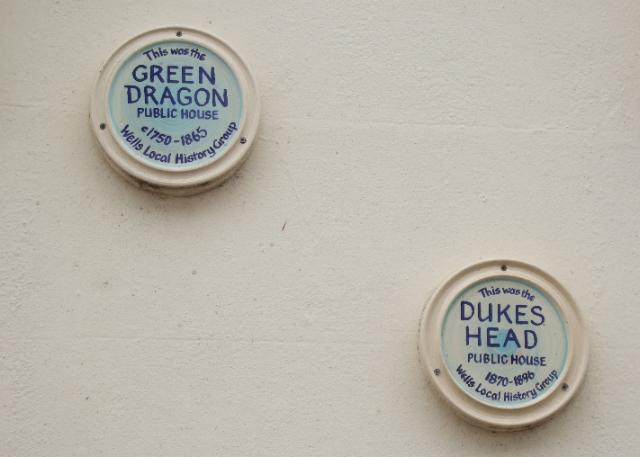 This was the
GREEN
DRAGON
PUBLIC HOUSE
c1750-1865
Wells Local History Group
This was the
DUKES
HEAD
PUBLIC HOUSE
1870-1896
Wells Local History Group